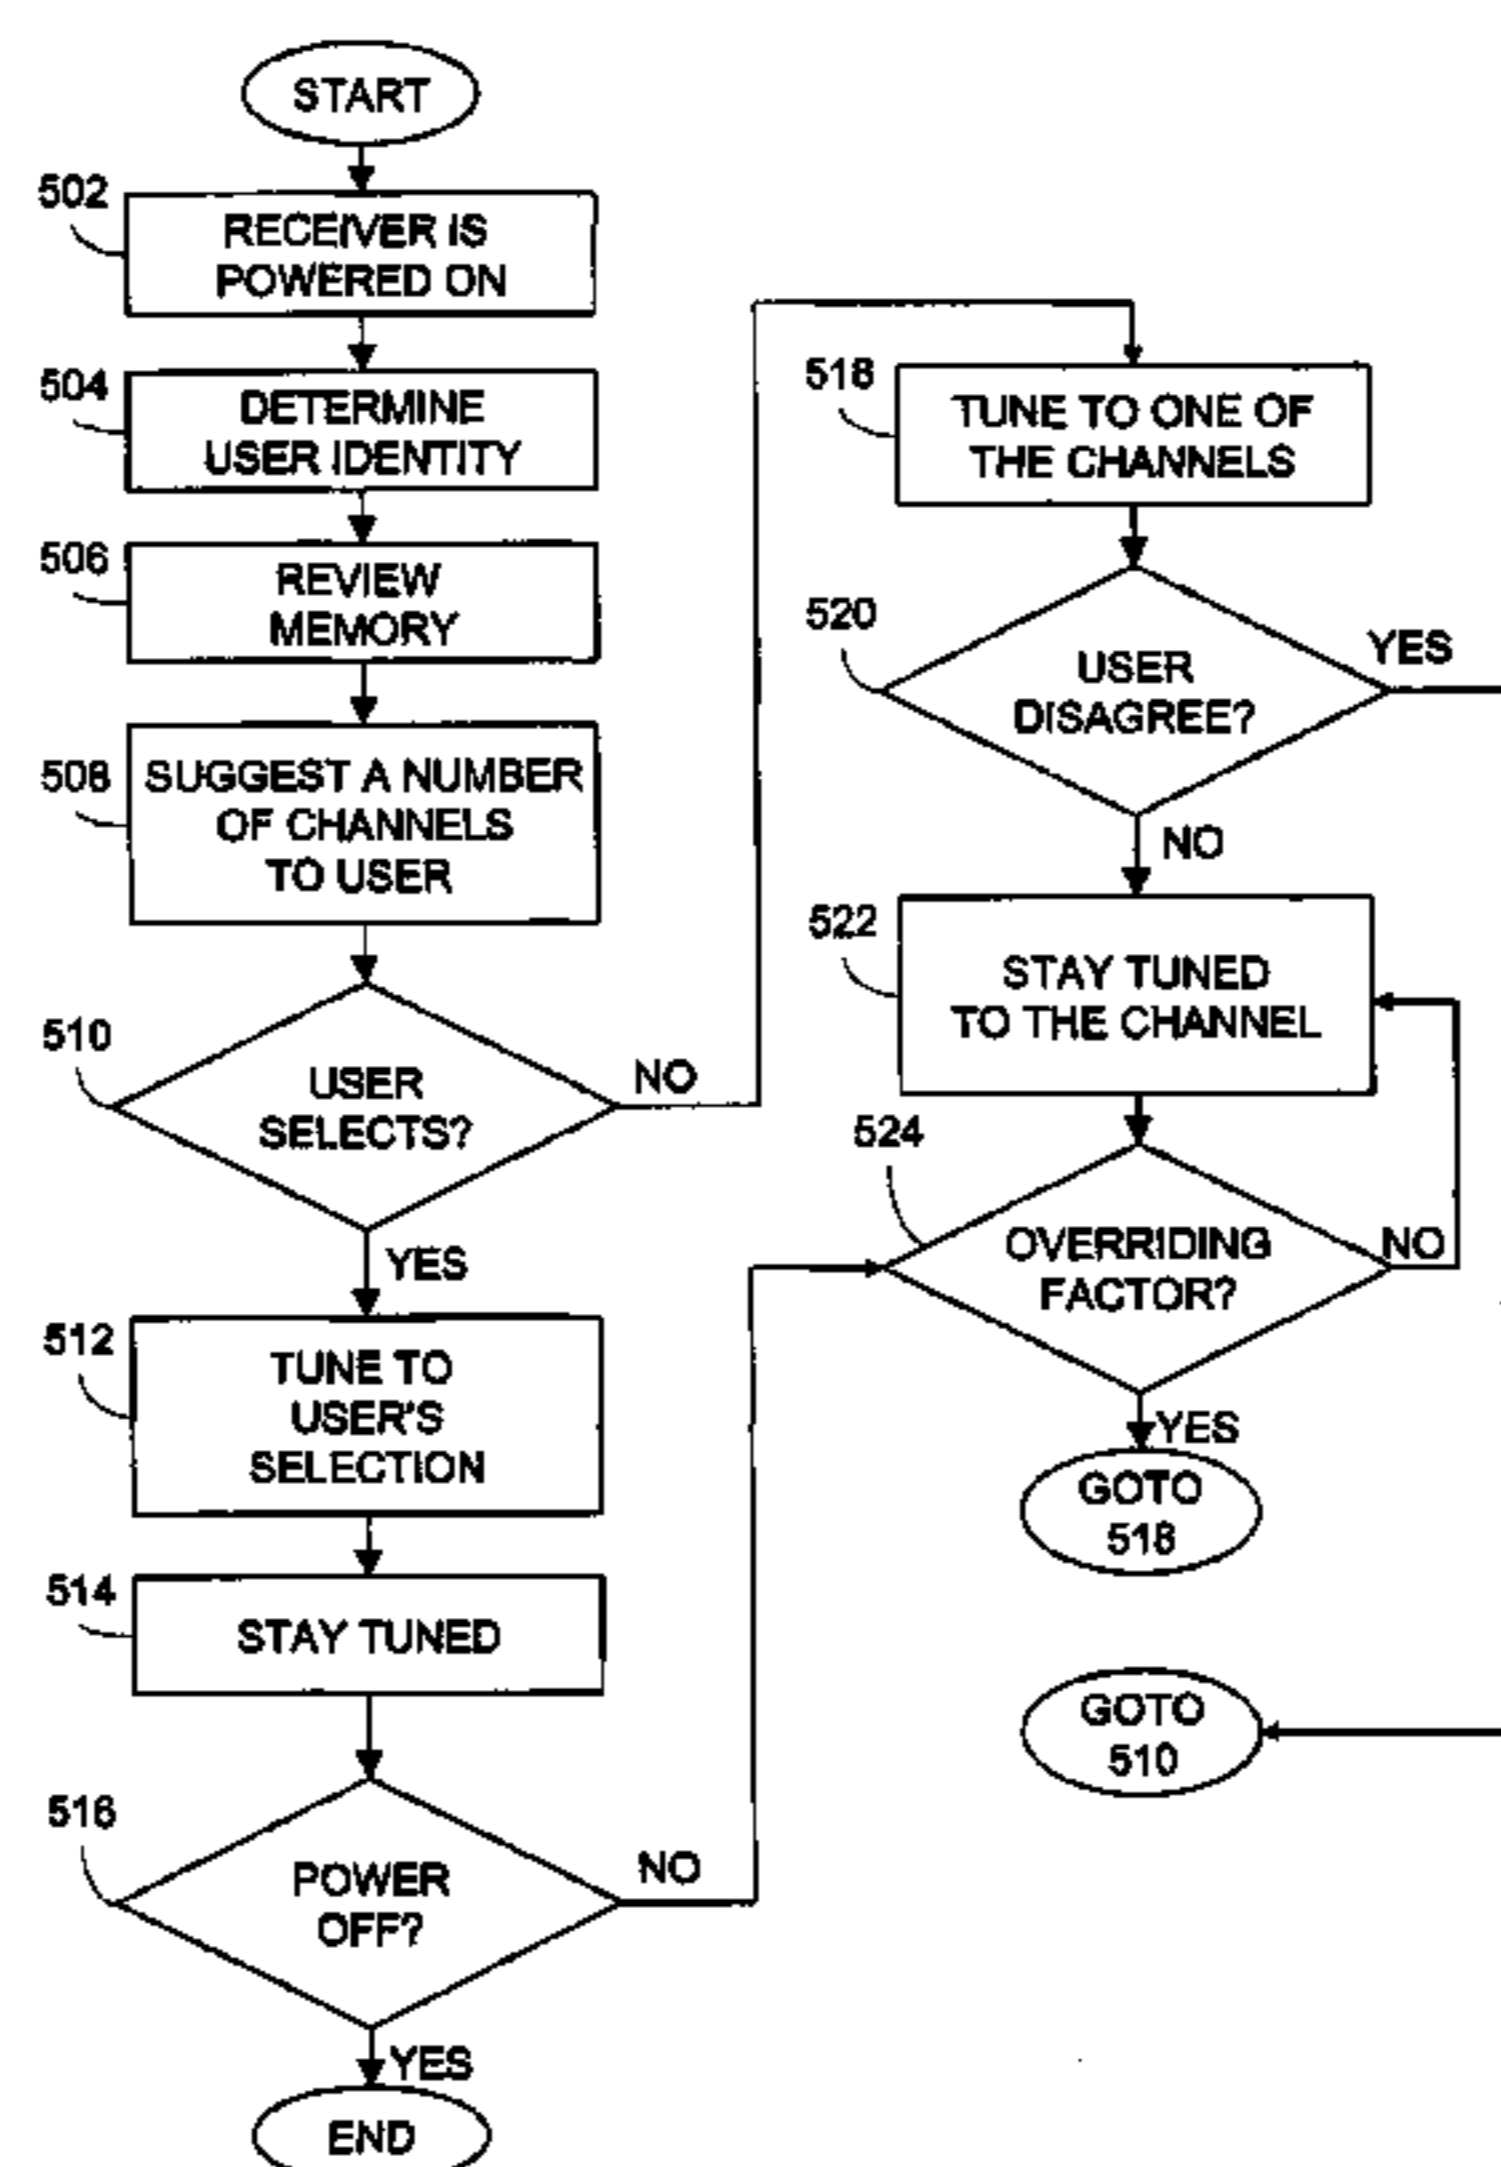 START
502
RECEIVER IS
POWERED ON
504
DETERMINE
USER IDENTITY
506
REVIEW
MEMORY
508
SUGGEST A NUMBER
OF CHANNELS
TO USER
510
USER
SELECTS?
NO
YES
512
TUNE TO
USER'S
SELECTION
514
STAY TUNED
516
POWER
OFF?
NO
YES
END
518
TUNE TO ONE OF
THE CHANNELS
520
USER
DISAGREE?
YES
NO
522
STAY TUNED
TO THE CHANNEL
524
OVERRIDING
FACTOR?
NO
YES
GOTO
518
GOTO
510